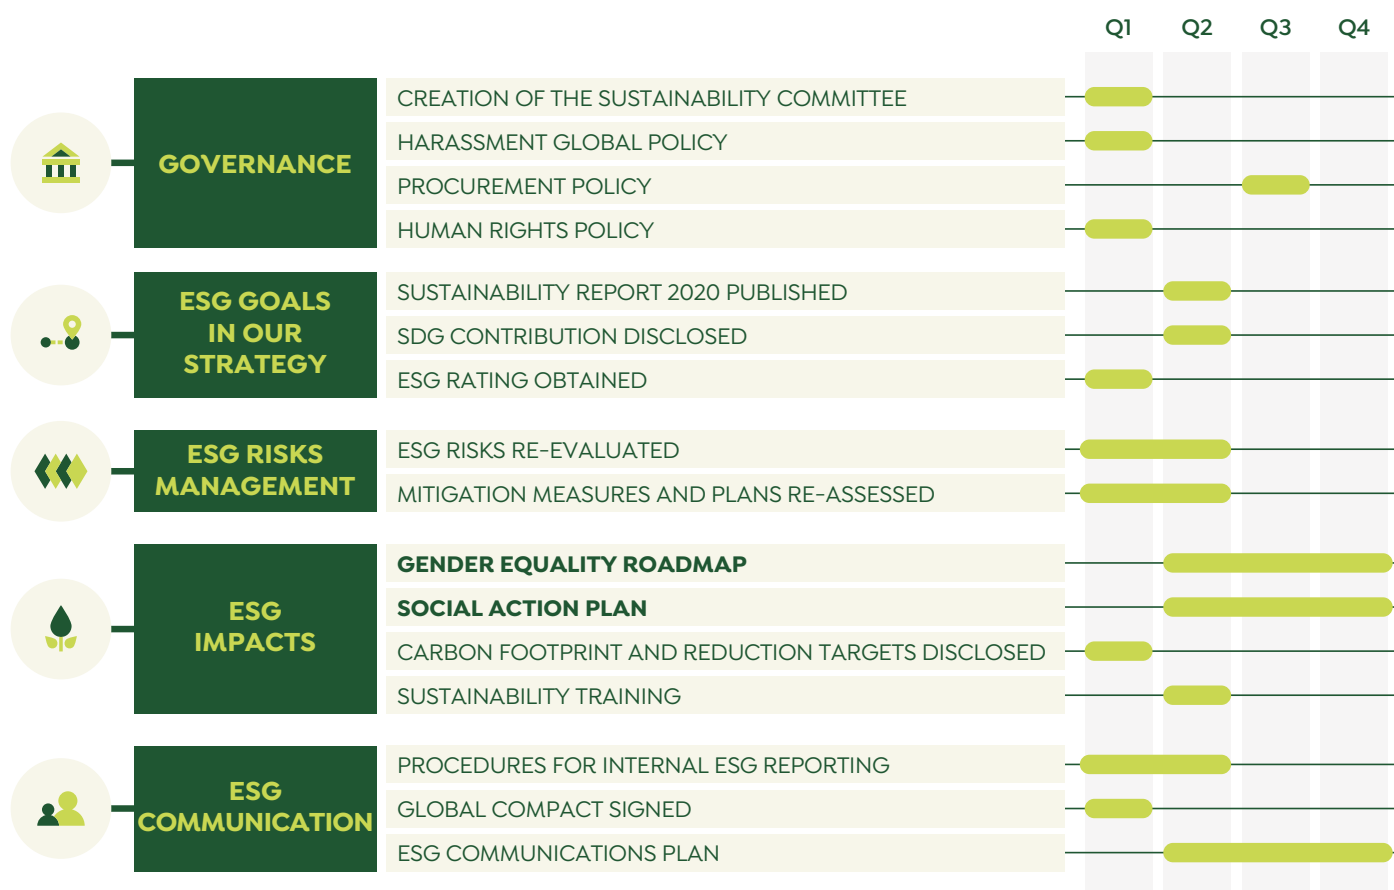 Q1 Q2 Q3 Q4
GOVERNANCE
CREATION OF THE SUSTAINABILITY COMMITTEE
HARASSMENT GLOBAL POLICY
PROCUREMENT POLICY
HUMAN RIGHTS POLICY
ESG GOALS
IN OUR
STRATEGY
SUSTAINABILITY REPORT 2020 PUBLISHED
SDG CONTRIBUTION DISCLOSED
ESG RATING OBTAINED
ESG RISKS
MANAGEMENT
ESG RISKS RE-EVALUATED
MITIGATION MEASURES AND PLANS RE-ASSESSED
ESG
IMPACTS
GENDER EQUALITY ROADMAP
SOCIAL ACTION PLAN
CARBON FOOTPRINT AND REDUCTION TARGETS DISCLOSED
SUSTAINABILITY TRAINING
ESG
COMMUNICATION
PROCEDURES FOR INTERNAL ESG REPORTING
GLOBAL COMPACT SIGNED
ESG COMMUNICATIONS PLAN